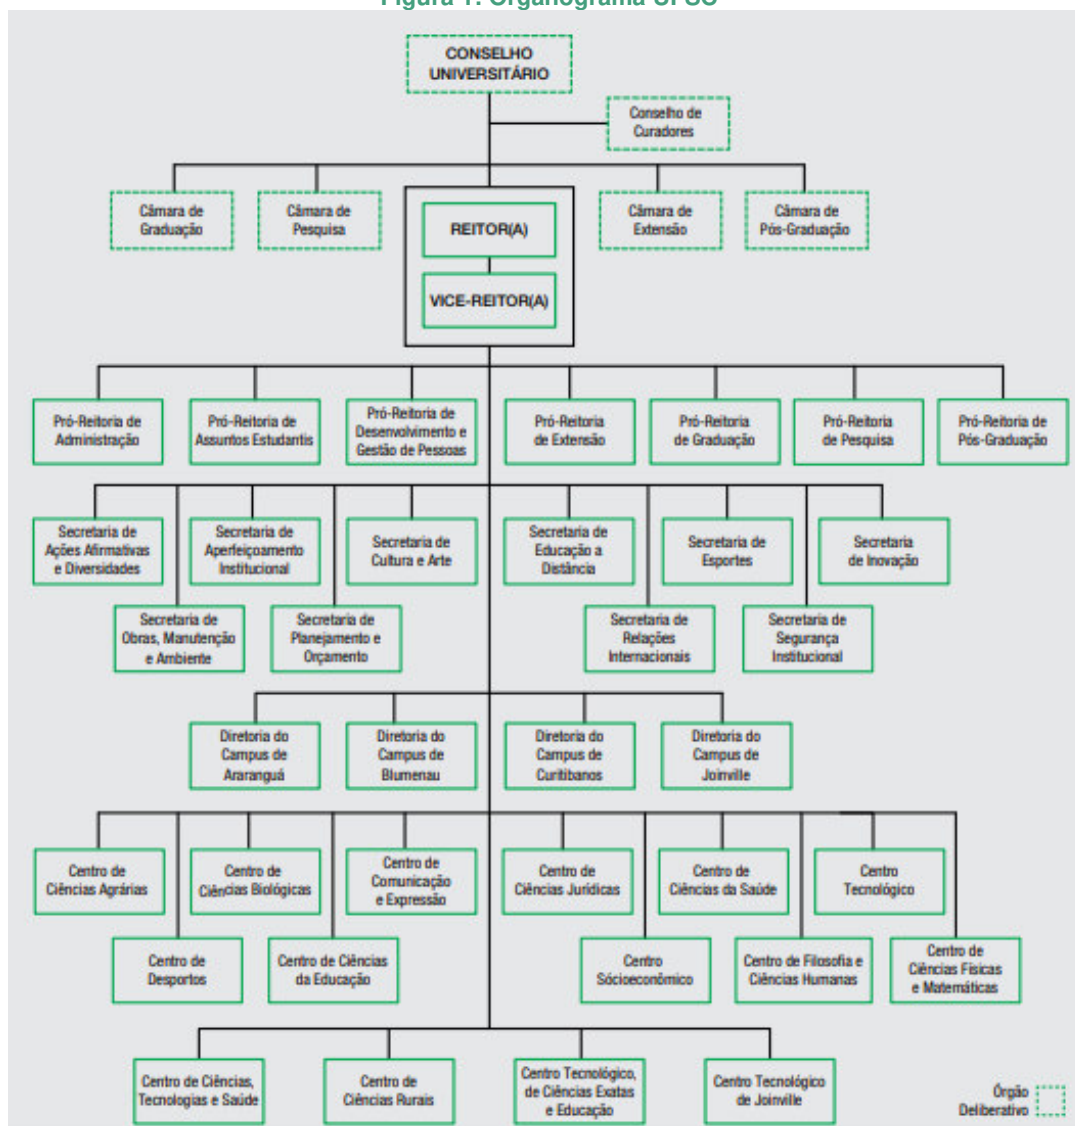 Figura 1: Organograma UFSC
CONSELHO
UNIVERSITÁRIO
Conselho de
Curadores
Câmara de
Graduação
Câmara de
Pesquisa
Câmara de
Extensão
Câmara de
Pós-Graduação
REITOR(A)
VICE-REITOR(A)
Pró-Reitoria de
Administração
Pró-Reitoria de
Assuntos Estudantis
Pró-Reitoria de
Desenvolvimento e
Gestão de Pessoas
Pró-Reitoria
de Extensão
Pró-Reitoria
de Graduação
Pró-Reitoria
de Pesquisa
Pró-Reitoria de
Pós-Graduação
Secretaria de
Ações Afirmativas
e Diversidades
Secretaria de
Aperfeiçoamento
Institucional
Secretaria de
Cultura e Arte
Secretaria de
Educação a
Distância
Secretaria de
Esportes
Secretaria
de Inovação
Secretaria de
Obras, Manutenção
e Ambiente
Secretaria de
Planejamento e
Orçamento
Secretaria de
Relações
Internacionais
Secretaria de
Segurança
Institucional
Diretoria do
Campus de
Araranguá
Diretoria do
Campus de
Blumenau
Diretoria do
Campus de
Curitibanos
Diretoria do
Campus de
Joinville
Centro de
Ciências Agrárias
Centro de
Ciências Biológicas
Centro de
Comunicação
e Expressão
Centro de
Ciências Jurídicas
Centro de
Ciências da Saúde
Centro
Tecnológico
Centro de
Desportos
Centro de Ciências
da Educação
Centro
Sócioeconômico
Centro de Filosofia e
Ciências Humanas
Centro de
Ciências Físicas
e Matemáticas
Centro de Ciências,
Tecnologias e Saúde
Centro de
Ciências Rurais
Centro Tecnológico,
de Ciências Exatas
e Educação
Centro Tecnológico
de Joinville
Órgão
Deliberativo